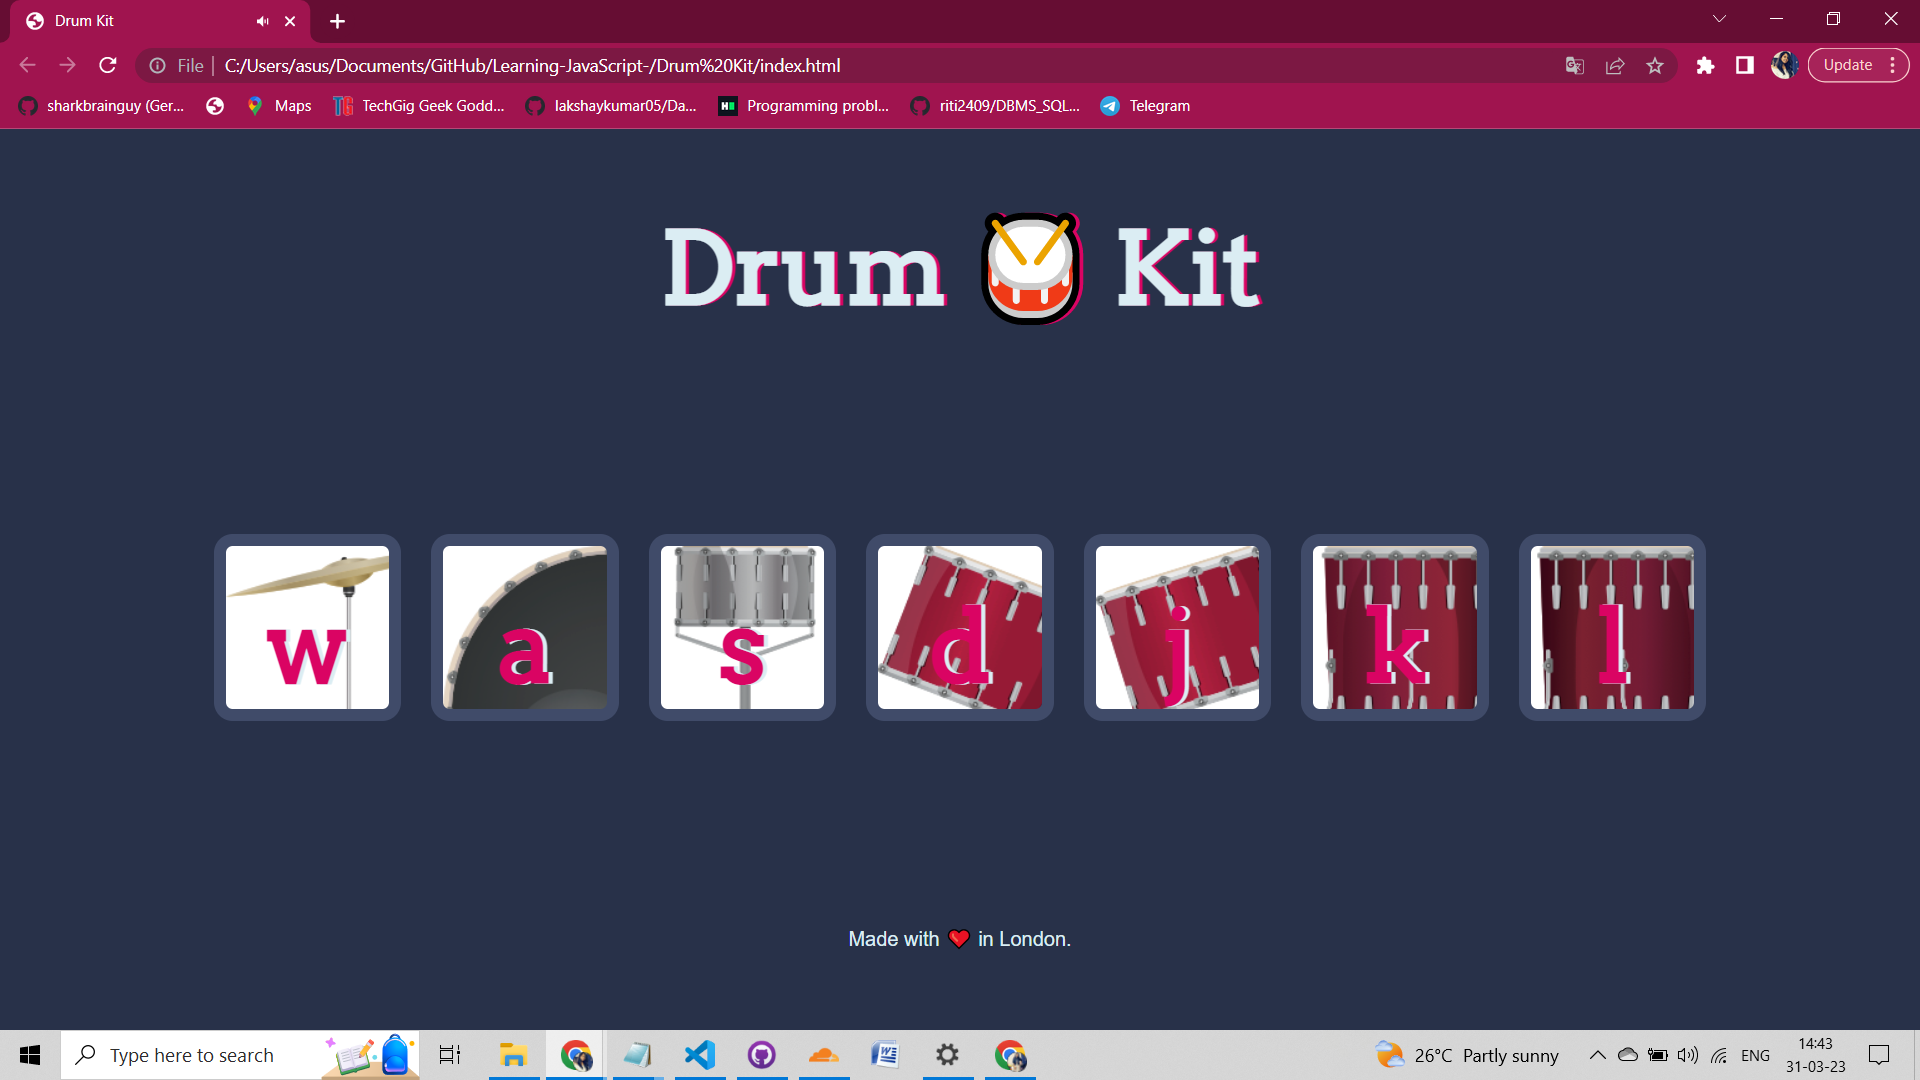 Drum Kit
Update
File | C:/Users/asus/Documents/GitHub/Learning-JavaScript-/Drum%20Kit/index.html
sharkbrainguy (Ger... Maps TG TechGig Geek Godd... lakshaykumar05/Da... H Programming probl... riti2409/DBMS_SQL... Telegram
Drum 🥁 Kit
w a s d j k l
Made with ❤️ in London.
Type here to search
26°C Partly sunny
ENG
14:43
31-03-23